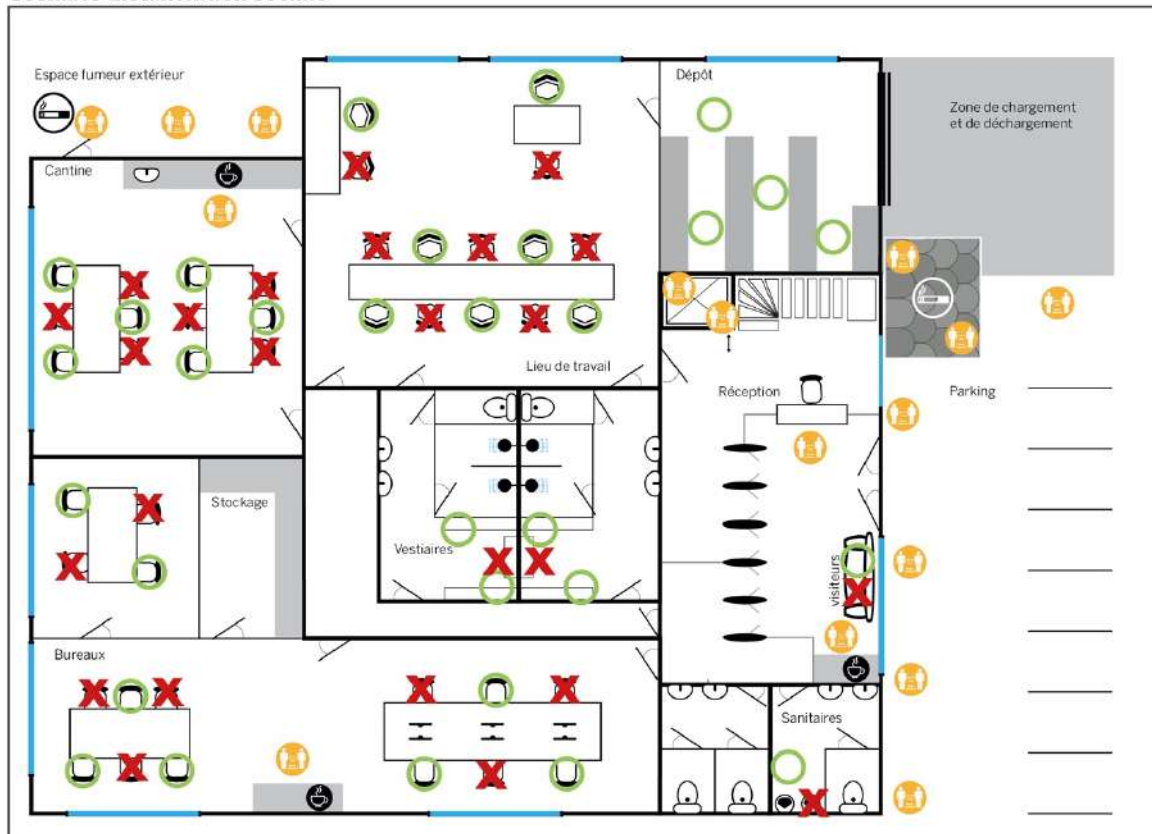 Espace fumeur extérieur
Dépôt
Zone de chargement
et de déchargement
Cantine
Lieu de travail
Réception
Parking
Stockage
Vestiaires
visiteurs
Bureaux
Sanitaires